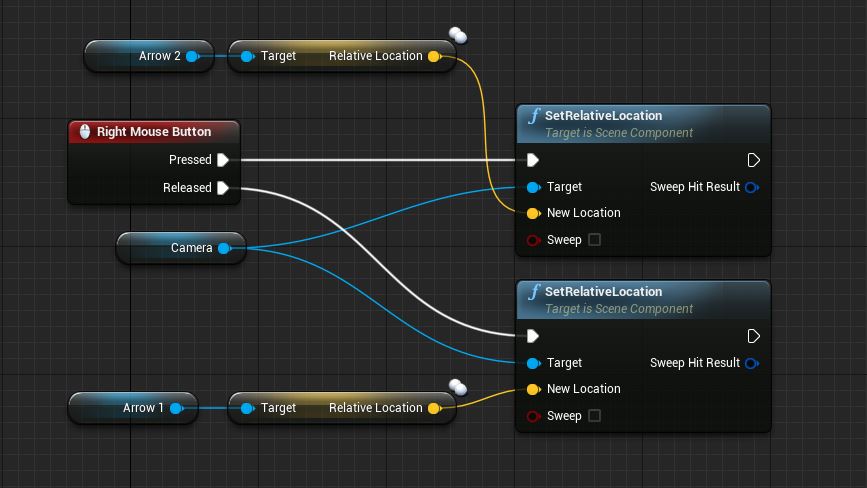 Arrow 2
Target Relative Location
Right Mouse Button
Pressed
Released
Camera
f SetRelativeLocation
Target is Scene Component
Target Sweep Hit Result
New Location
Sweep
f SetRelativeLocation
Target is Scene Component
Target Sweep Hit Result
New Location
Sweep
Arrow 1
Target Relative Location